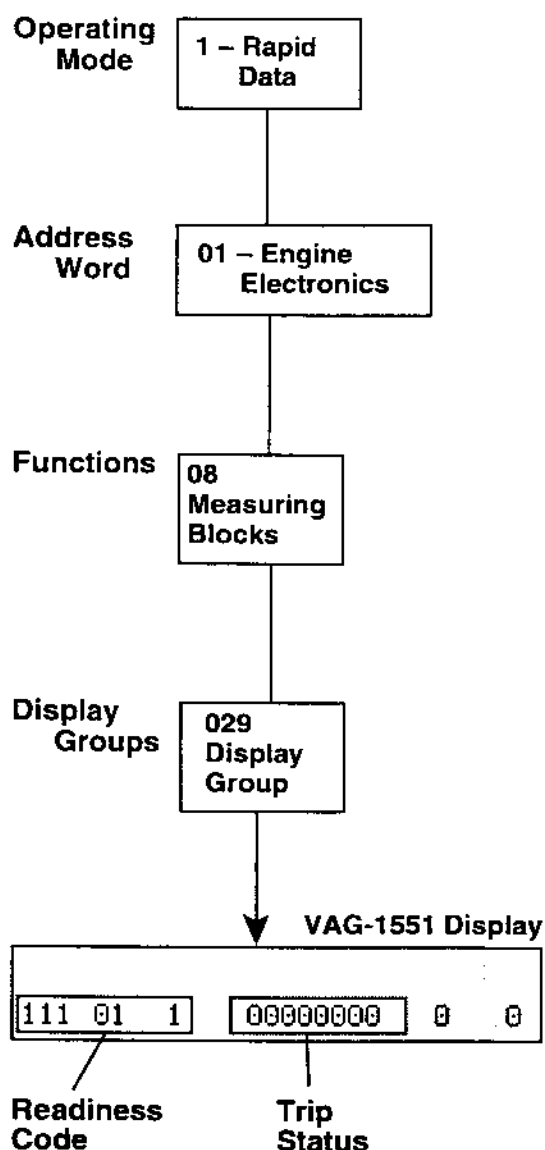 Operating
Mode
1 – Rapid
Data
Address
Word
01 – Engine
Electronics
Functions
08
Measuring
Blocks
Display
Groups
029
Display
Group
VAG-1551 Display
111 01 1 00000000 0 0
Readiness
Code
Trip
Status